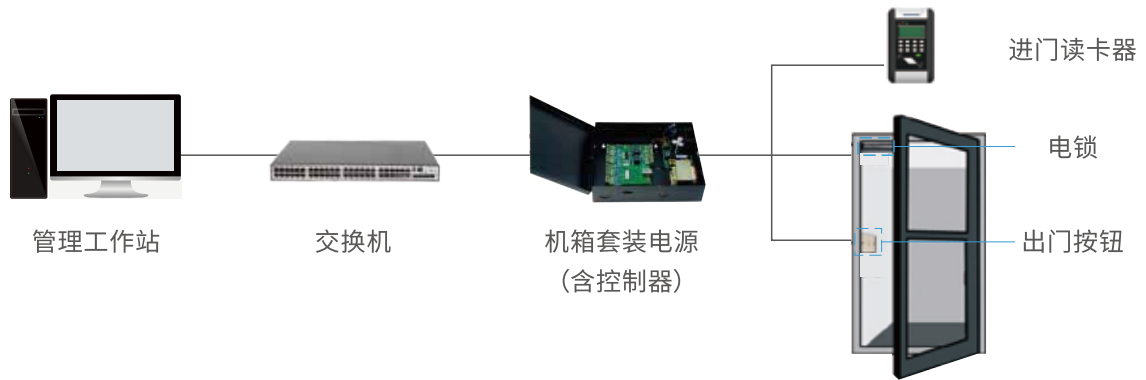 进门读卡器
电锁
管理工作站
交换机
机箱套装电源
（含控制器）
出门按钮